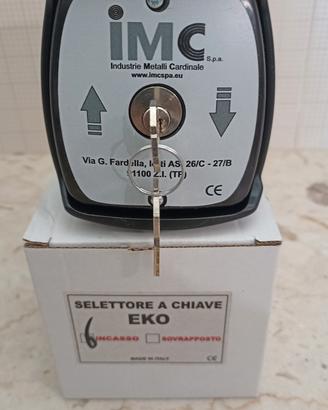 imc S.p.a.
Industrie Metalli Cardinale
www.imcspa.eu
Via G. Fardella, lotti AS 26/C - 27/B
91100 Z.I. (TP)
CE
SELETTORE A CHIAVE
EKO
INCASSO SOVRAPPOSTO
MADE IN ITALY CE